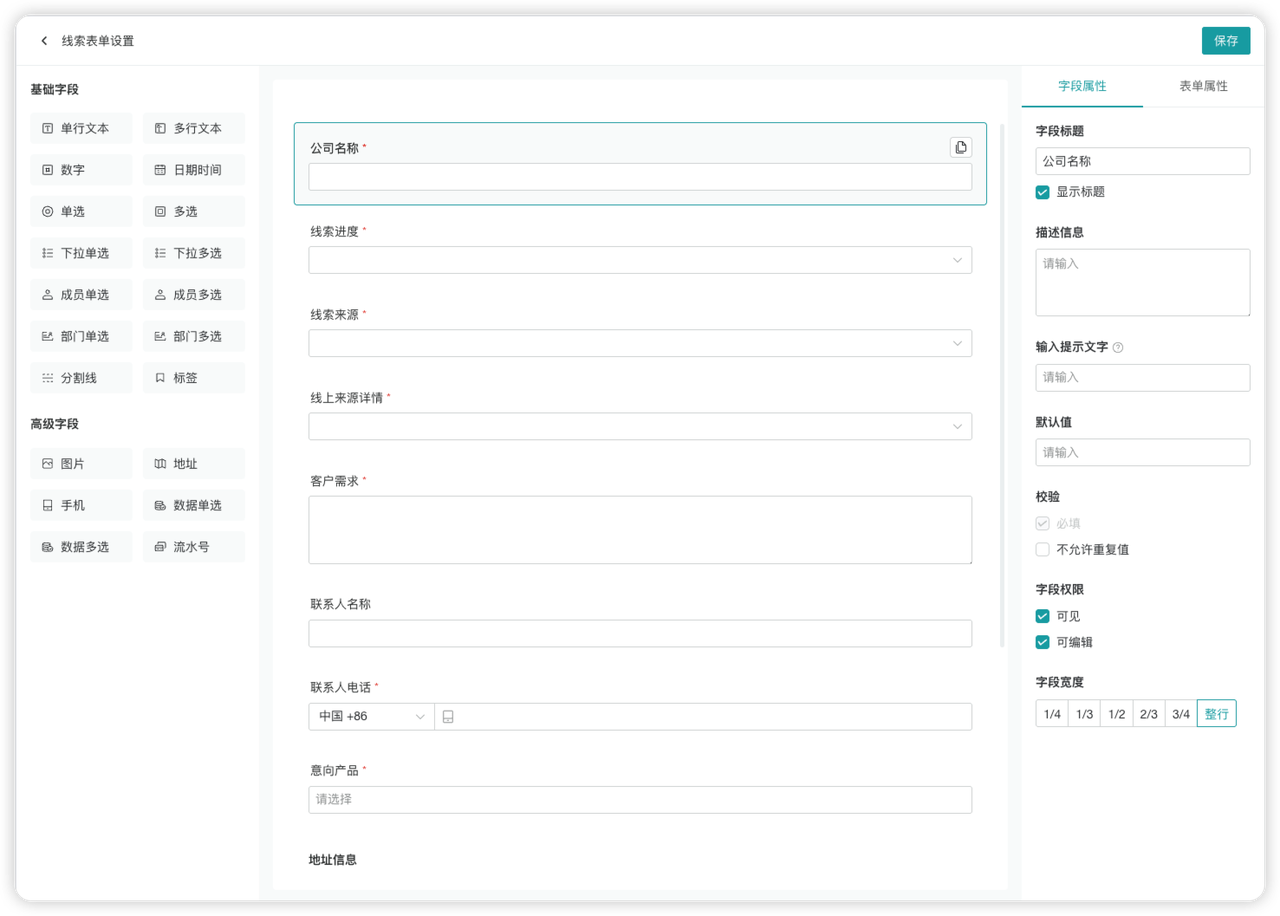 线索表单设置
保存
基础字段
单行文本 多行文本
数字 日期时间
单选 多选
下拉单选 下拉多选
成员单选 成员多选
部门单选 部门多选
分割线 标签
高级字段
图片 地址
手机 数据单选
数据多选 流水号
公司名称 *
线索进度 *
线索来源 *
线上来源详情 *
客户需求 *
联系人名称
联系人电话 *
中国 +86
意向产品 *
请选择
地址信息
字段属性 表单属性
字段标题
公司名称
显示标题
描述信息
请输入
输入提示文字
请输入
默认值
请输入
校验
必填
不允许重复值
字段权限
可见
可编辑
字段宽度
1/4 1/3 1/2 2/3 3/4 整行